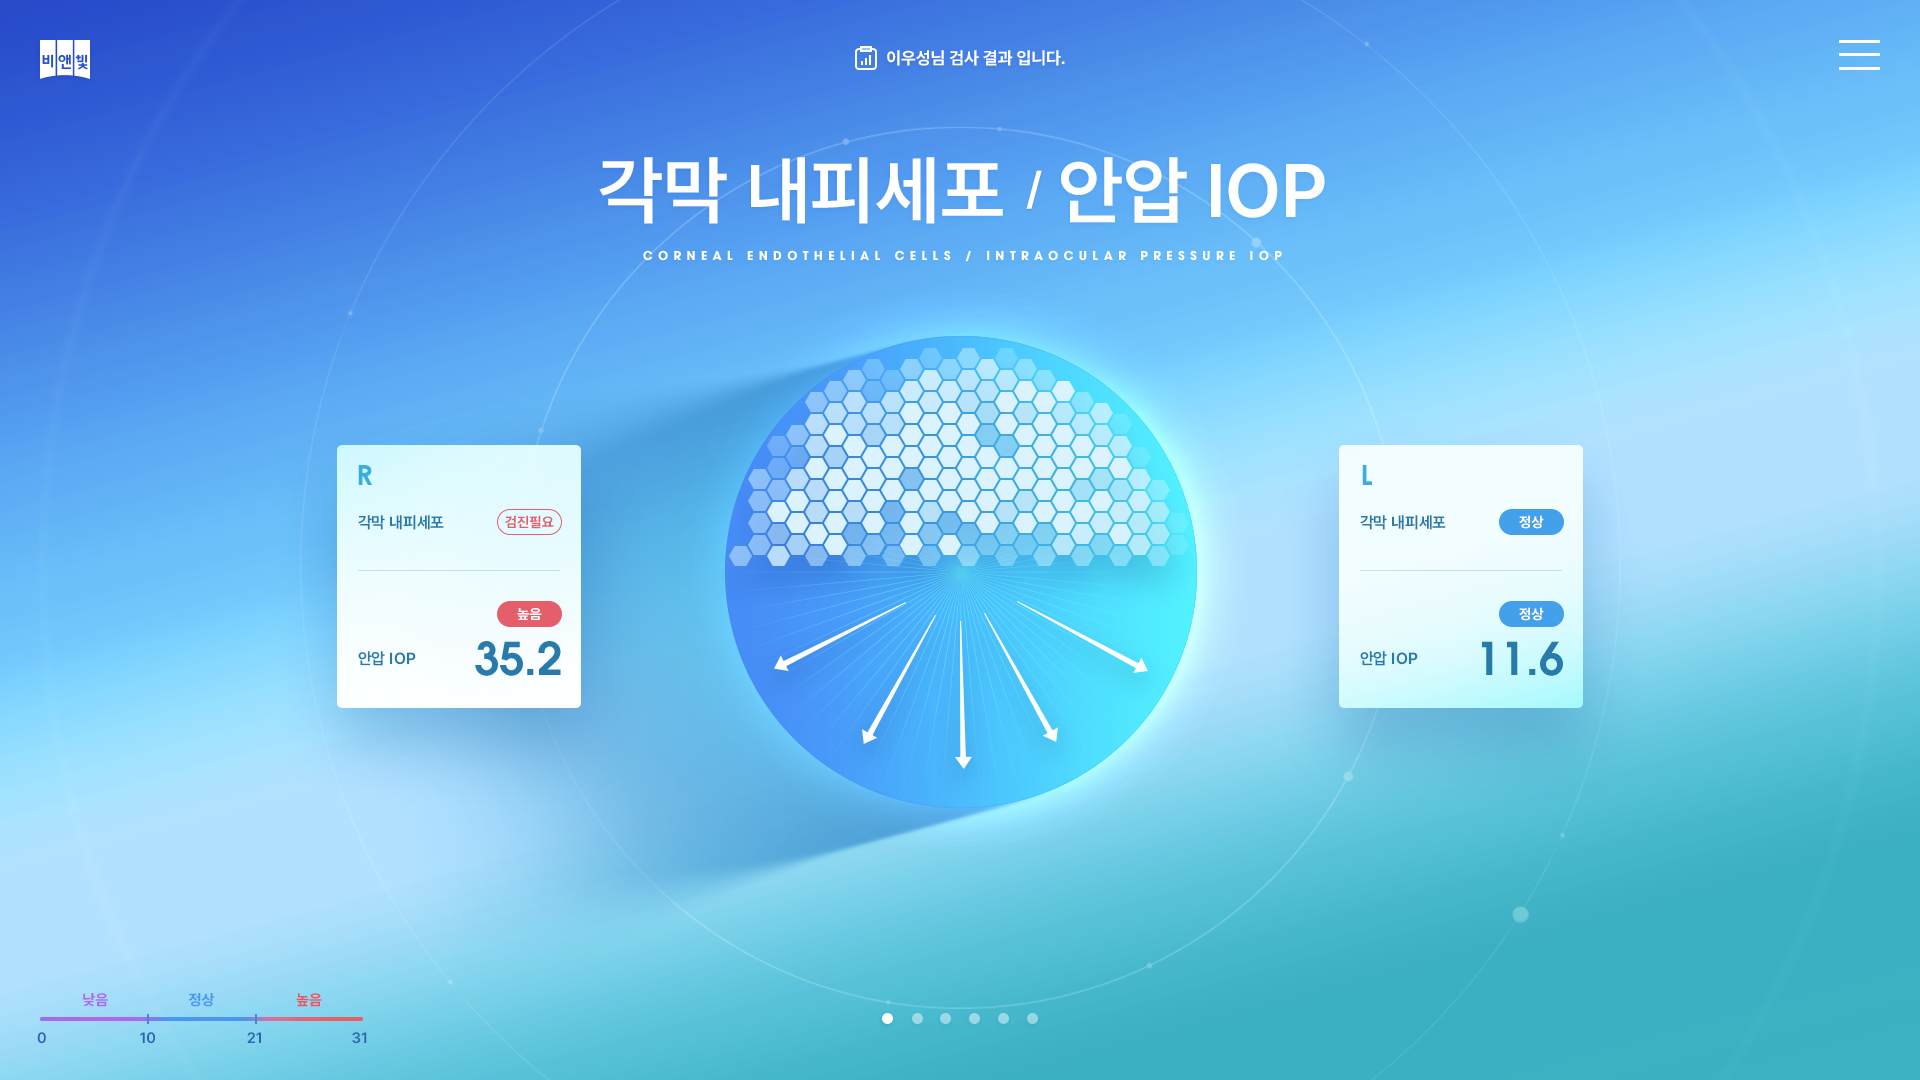 비앤빛
이우성님 검사 결과 입니다.
각막 내피세포 / 안압 IOP
CORNEAL ENDOTHELIAL CELLS / INTRAOCULAR PRESSURE IOP
R
각막 내피세포 검진필요
높음
안압 IOP 35.2
L
각막 내피세포 정상
정상
안압 IOP 11.6
낮음 정상 높음
0 10 21 31